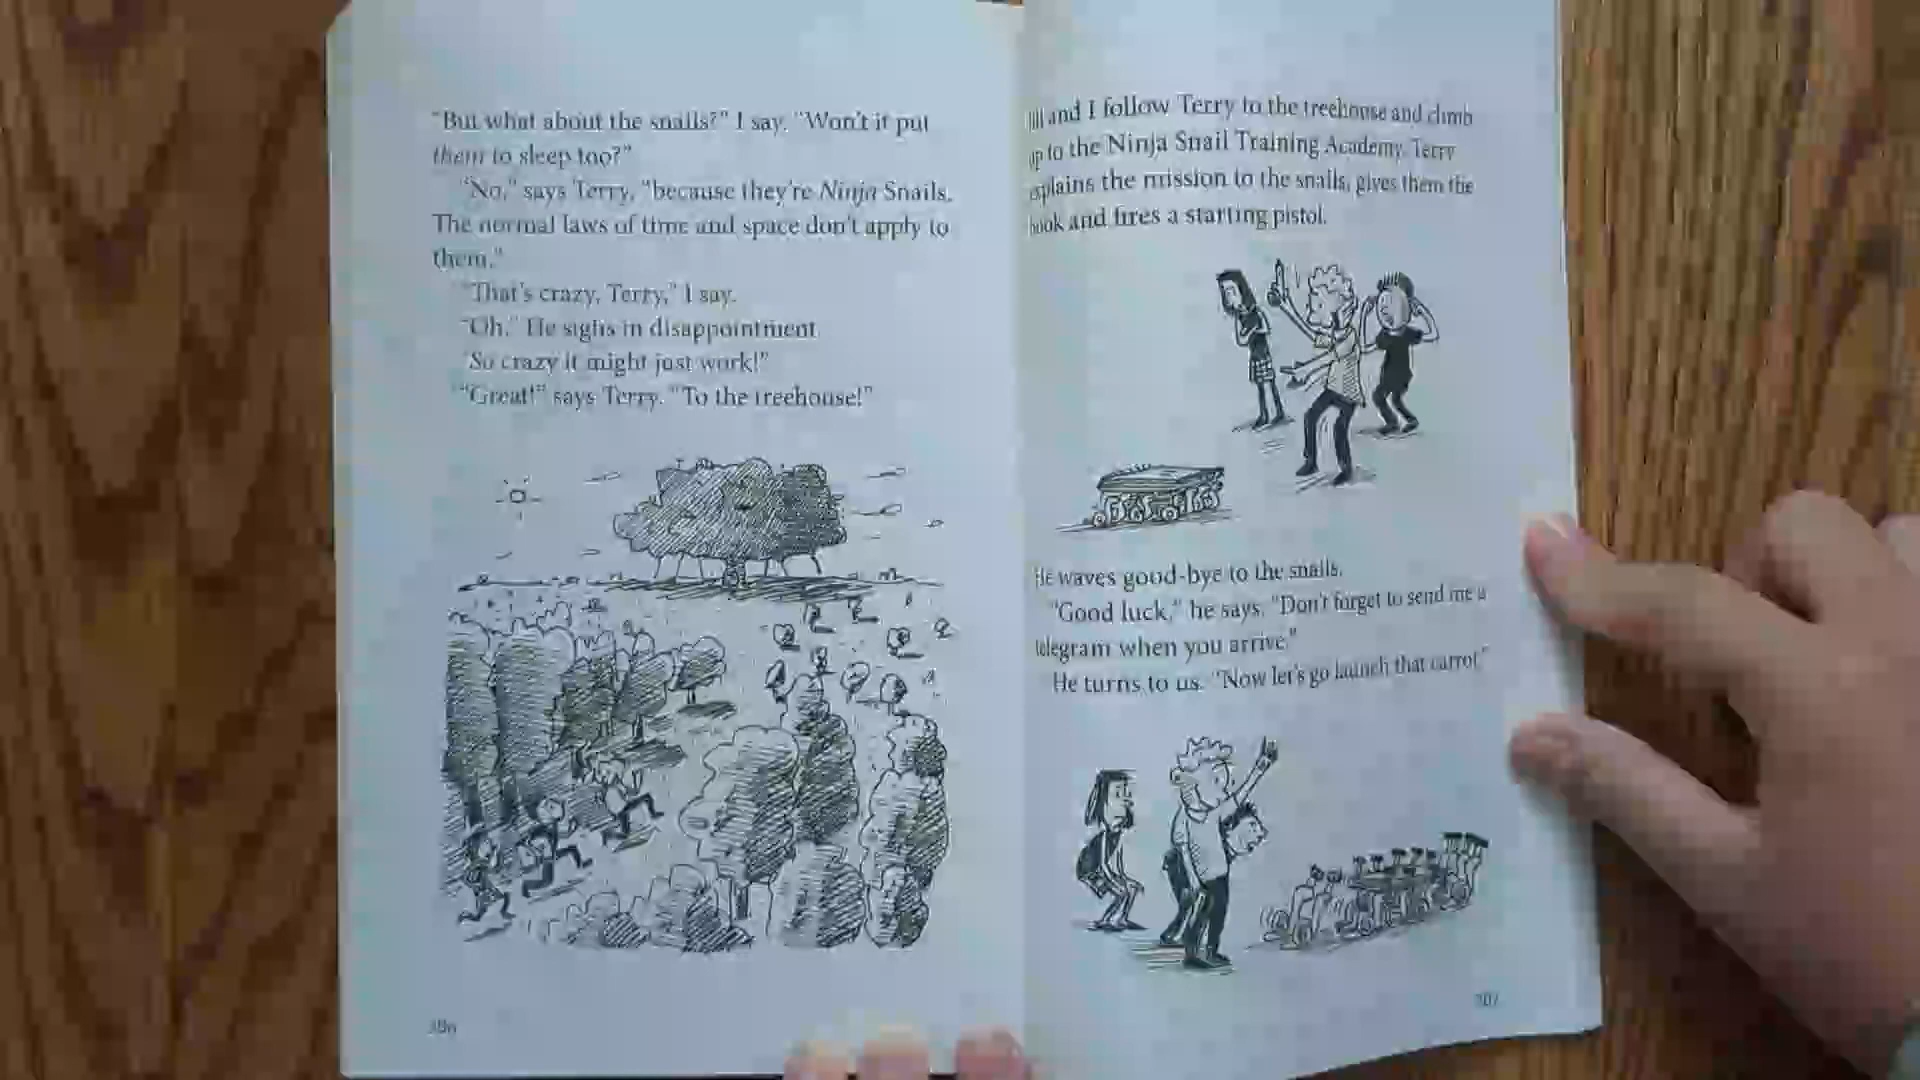 "But what about the snails?" I say. "Won't it put
them to sleep too?"
"No," says Terry, "because they're Ninja Snails.
The normal laws of time and space don't apply to
them."
"That's crazy, Terry," I say.
"Oh." He sighs in disappointment.
"So crazy it might just work!"
"Great!" says Terry. "To the treehouse!"
and I follow Terry to the treehouse and climb
up to the Ninja Snail Training Academy. Terry
explains the mission to the snails, gives them the
book and fires a starting pistol.
He waves good-bye to the snails.
"Good luck," he says. "Don't forget to send me a
telegram when you arrive."
He turns to us. "Now let's go launch that carrot."